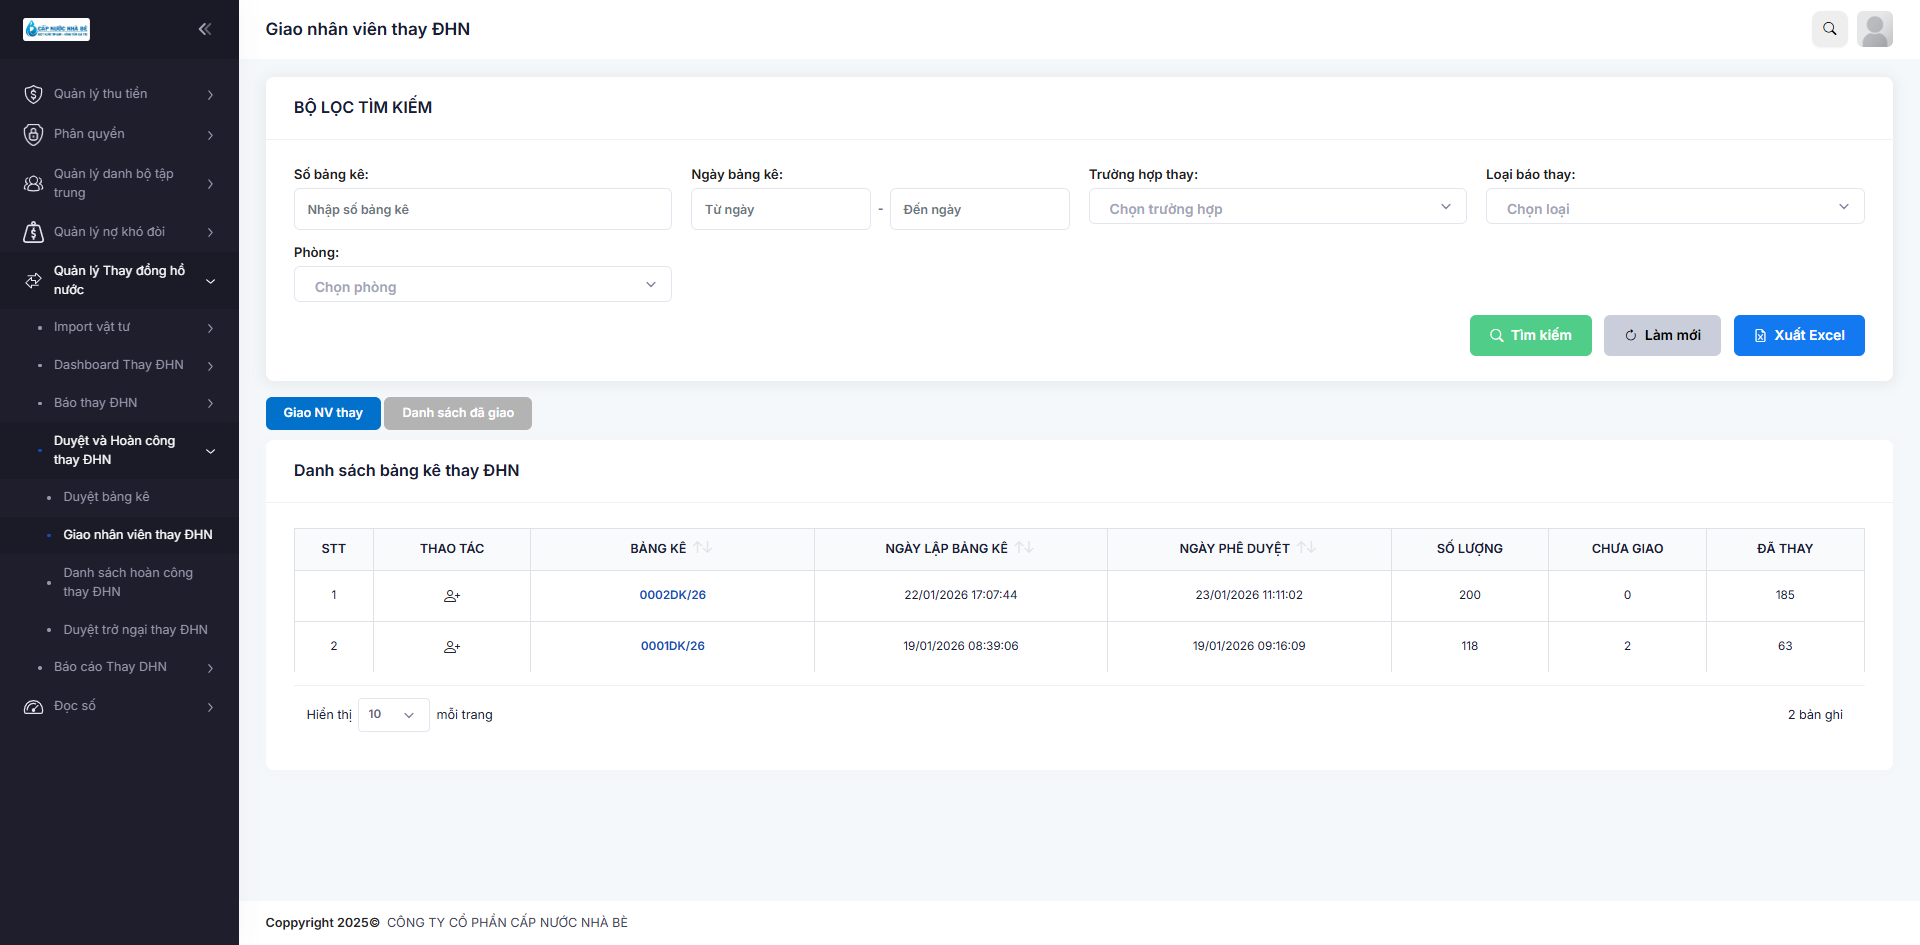 CẤP NƯỚC NHÀ BÈ
Quản lý thu tiền
Phân quyền
Quản lý danh bộ tập
trung
Quản lý nợ khó đòi
Quản lý Thay đồng hồ
nước
Import vật tư
Dashboard Thay ĐHN
Báo thay ĐHN
Duyệt và Hoàn công
thay ĐHN
Duyệt bảng kê
Giao nhân viên thay ĐHN
Danh sách hoàn công
thay ĐHN
Duyệt trở ngại thay ĐHN
Báo cáo Thay DHN
Đọc số
Giao nhân viên thay ĐHN
BỘ LỌC TÌM KIẾM
Số bảng kê: Ngày bảng kê: Trường hợp thay: Loại báo thay:
Nhập số bảng kê Từ ngày - Đến ngày Chọn trường hợp Chọn loại
Phòng:
Chọn phòng
Tìm kiếm Làm mới Xuất Excel
Giao NV thay Danh sách đã giao
Danh sách bảng kê thay ĐHN
STT THAO TÁC BẢNG KÊ NGÀY LẬP BẢNG KÊ NGÀY PHÊ DUYỆT SỐ LƯỢNG CHƯA GIAO ĐÃ THAY
1 0002DK/26 22/01/2026 17:07:44 23/01/2026 11:11:02 200 0 185
2 0001DK/26 19/01/2026 08:39:06 19/01/2026 09:16:09 118 2 63
Hiển thị 10 mỗi trang 2 bản ghi
Coppyright 2025© CÔNG TY CỔ PHẦN CẤP NƯỚC NHÀ BÈ